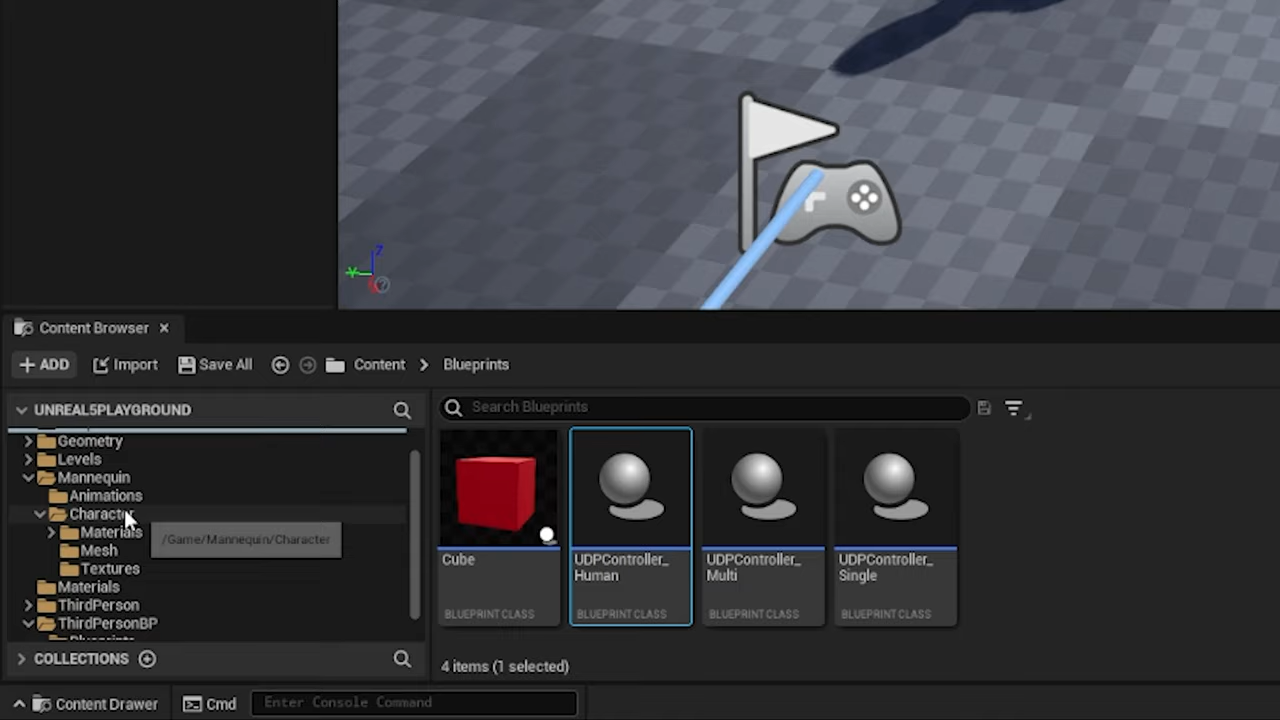 Z
Y
Content Browser
ADD Import Save All Content Blueprints
UNREAL5PLAYGROUND
Search Blueprints
Geometry
Levels
Mannequin
Animations
Character
Materials
/Game/Mannequin/Character
Mesh
Textures
Materials
ThirdPerson
ThirdPersonBP
Blueprints
Cube
BLUEPRINT CLASS
UDPController_
Human
BLUEPRINT CLASS
UDPController_
Multi
BLUEPRINT CLASS
UDPController_
Single
BLUEPRINT CLASS
COLLECTIONS
4 items (1 selected)
Content Drawer Cmd Enter Console Command